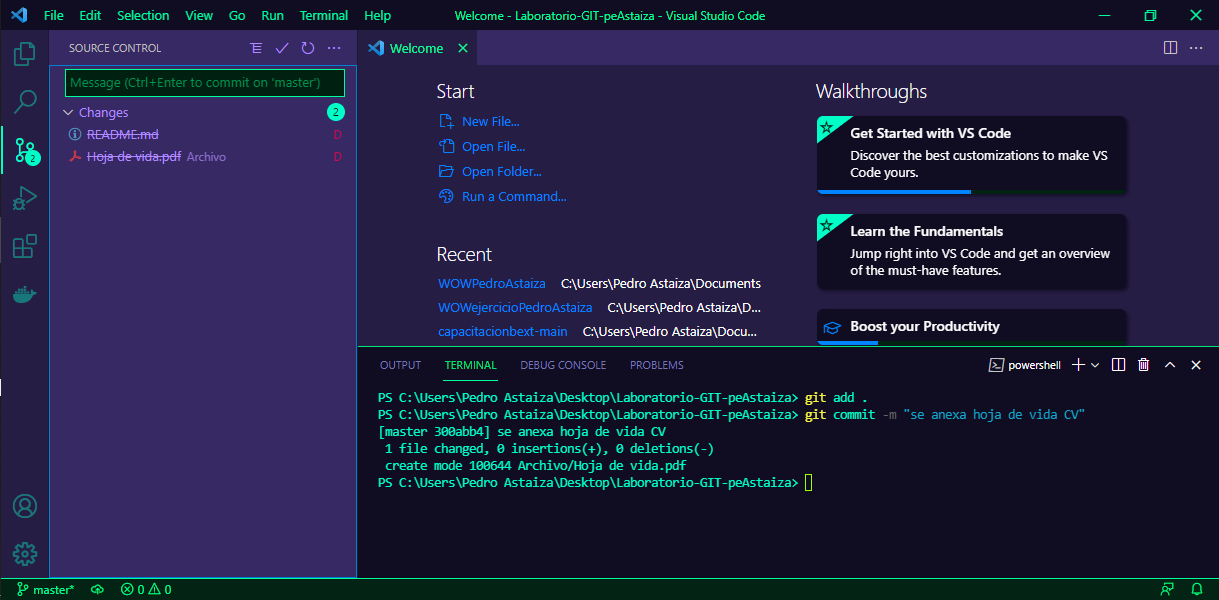 File Edit Selection View Go Run Terminal Help Welcome - Laboratorio-GIT-peAstaiza - Visual Studio Code
SOURCE CONTROL
Message (Ctrl+Enter to commit on 'master')
Changes 2
README.md D
Hoja de vida.pdf Archivo D
2
Welcome
Start
New File...
Open File...
Open Folder...
Run a Command...
Recent
WOWPedroAstaiza C:\Users\Pedro Astaiza\Documents
WOWejercicioPedroAstaiza C:\Users\Pedro Astaiza\D...
capacitacionbext-main C:\Users\Pedro Astaiza\Docu...
Walkthroughs
Get Started with VS Code
Discover the best customizations to make VS
Code yours.
Learn the Fundamentals
Jump right into VS Code and get an overview
of the must-have features.
Boost your Productivity
OUTPUT TERMINAL DEBUG CONSOLE PROBLEMS powershell
PS C:\Users\Pedro Astaiza\Desktop\Laboratorio-GIT-peAstaiza> git add .
PS C:\Users\Pedro Astaiza\Desktop\Laboratorio-GIT-peAstaiza> git commit -m "se anexa hoja de vida CV"
[master 300abb4] se anexa hoja de vida CV
1 file changed, 0 insertions(+), 0 deletions(-)
create mode 100644 Archivo/Hoja de vida.pdf
PS C:\Users\Pedro Astaiza\Desktop\Laboratorio-GIT-peAstaiza>
master* 0 0